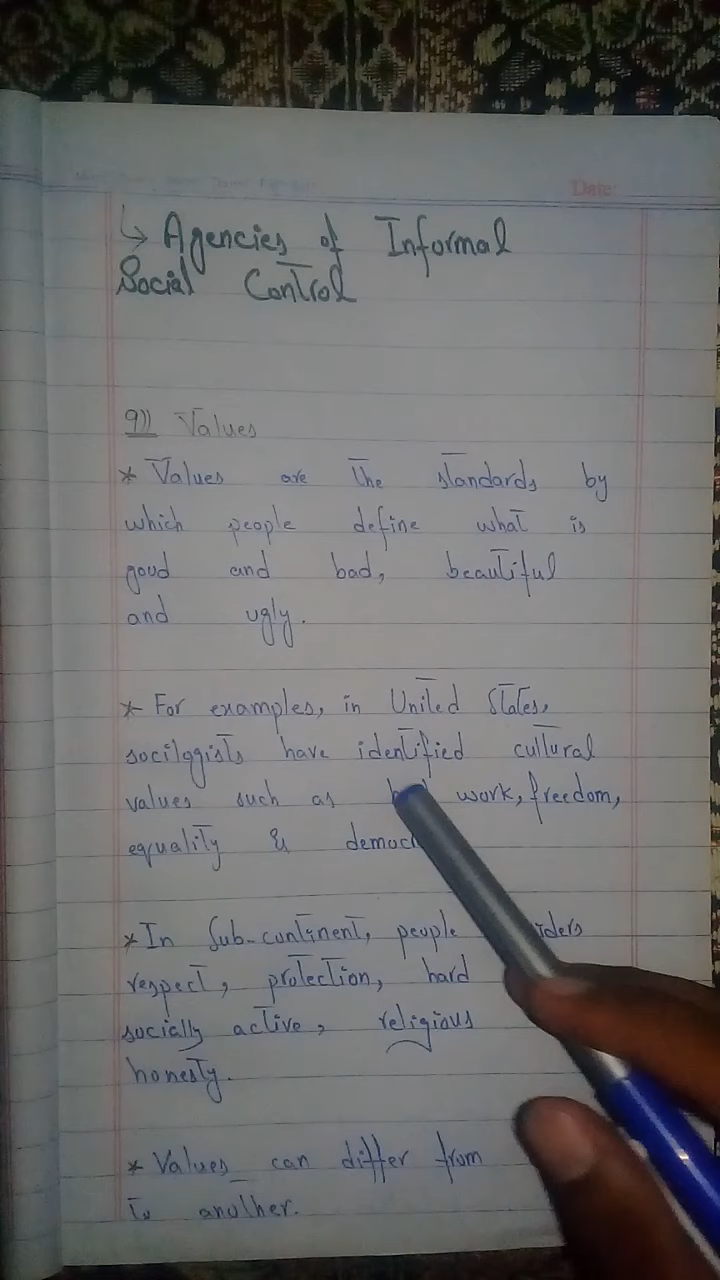 Date:
↳ Agencies of Informal
Social Control
9)) Values
* Values are the standards by
which people define what is
good and bad, beautiful
and ugly.
* For examples, in United States,
socilogists have identified cultural
values such as work, freedom,
equality &
* In Sub-continent, people
respect, protection, hard
socially active, religious
honesty.
* Values can differ from
to another.